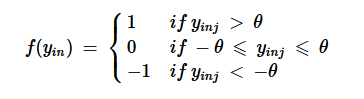 f(y_in) = { 1 if y_inj > θ
0 if −θ ⩽ y_inj ⩽ θ
−1 if y_inj < −θ